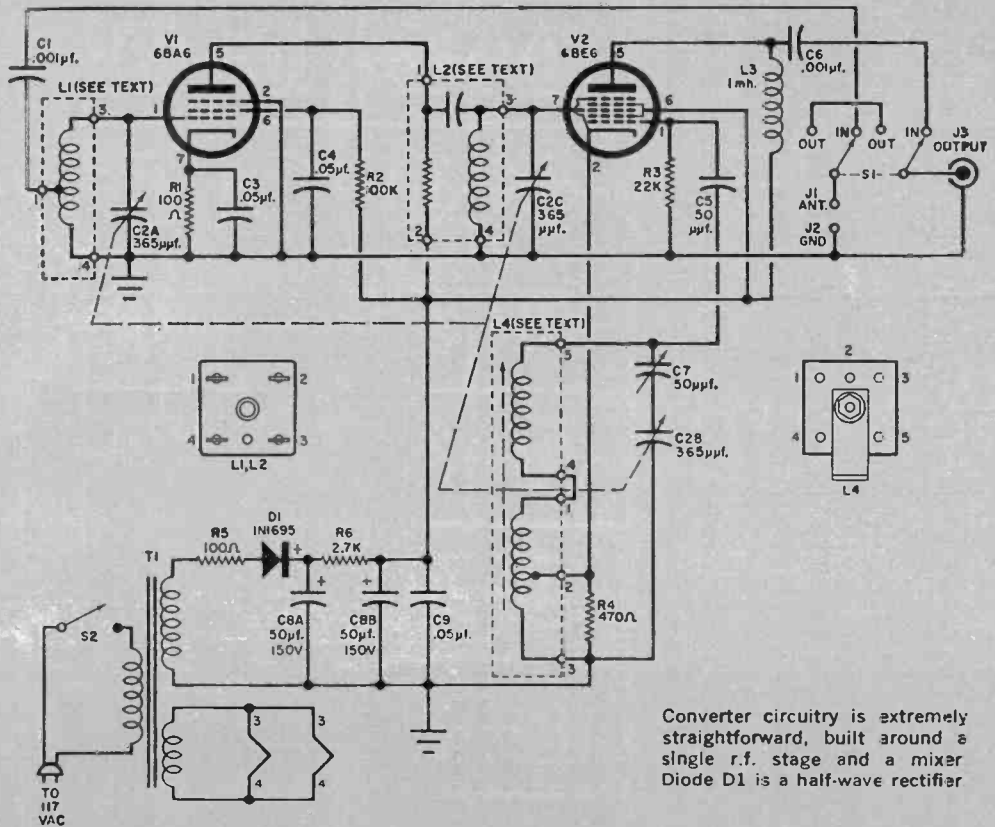 C1
.001µf.
L1(SEE TEXT)
3
1
4
V1
6BA6
5
1
2
6
7
C2A
365µµf.
R1
100
Ω
C3
.05µf.
C4
.05µf.
R2
100K
1
L2(SEE TEXT)
3
2
4
C2C
365
µµf.
V2
6BE6
5
7
6
1
2
R3
22K
C5
50
µµf.
L3
1mh.
C6
.001µf.
OUT
IN
OUT
IN
S1
J3
OUTPUT
J1
ANT.
J2
GND
1
2
4
3
L1,L2
L4(SEE TEXT)
5
4
1
2
3
C7
50µµf.
C2B
365µµf.
R4
470Ω
2
1
3
4
5
L4
T1
R5
100Ω
D1
1N1695
+
R6
2.7K
+
C8A
50µf.
150V
+
C8B
50µf.
150V
C9
.05µf.
S2
TO
117
VAC
3
4
3
4
Converter circuitry is extremely
straightforward, built around a
single r.f. stage and a mixer
Diode D1 is a half-wave rectifier